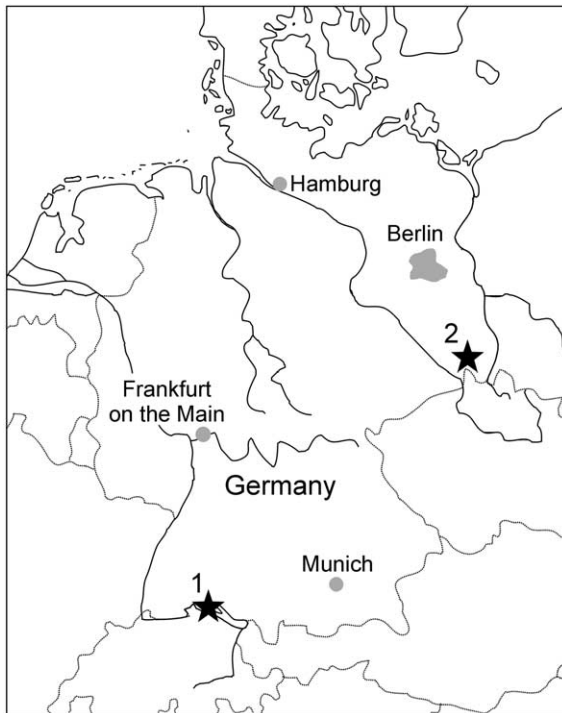 Hamburg
Berlin
2
Frankfurt
on the Main
Germany
Munich
1